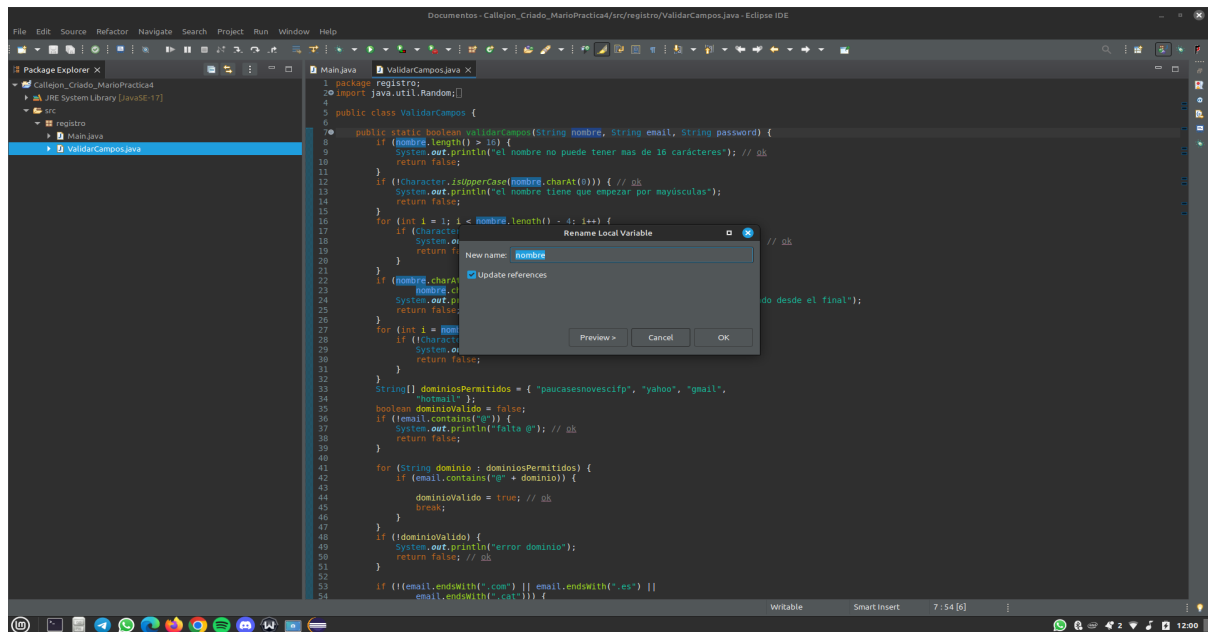 Documentos - Callejon_Criado_MarioPractica4/src/registro/ValidarCampos.java - Eclipse IDE
File Edit Source Refactor Navigate Search Project Run Window Help
Package Explorer
Callejon_Criado_MarioPractica4
JRE System Library [JavaSE-17]
src
registro
Main.java
ValidarCampos.java
Main.java ValidarCampos.java
1 package registro;
2 import java.util.Random;
4
5 public class ValidarCampos {
6
7 public static boolean validarCampos(String nombre, String email, String password) {
8 if (nombre.length() > 16) {
9 System.out.println("el nombre no puede tener mas de 16 carácteres"); // ok
10 return false;
11 }
12 if (!Character.isUpperCase(nombre.charAt(0))) { // ok
13 System.out.println("el nombre tiene que empezar por mayúsculas");
14 return false;
15 }
16 for (int i = 1; i < nombre.length() - 4; i++) {
17 if (Character
18 System.o // ok
19 return f
20 }
21 }
22 if (nombre.charA
23 nombre.c
24 System.out.p do desde el final");
25 return false;
26 }
27 for (int i = nom
28 if (!Charact
29 System.o
30 return false;
31 }
32 }
33 String[] dominiosPermitidos = { "paucasesnovescifp", "yahoo", "gmail",
34 "hotmail" };
35 boolean dominioValido = false;
36 if (!email.contains("@")) {
37 System.out.println("falta @"); // ok
38 return false;
39 }
40
41 for (String dominio : dominiosPermitidos) {
42 if (email.contains("@" + dominio)) {
43
44 dominioValido = true; // ok
45 break;
46 }
47 }
48 if (!dominioValido) {
49 System.out.println("error dominio");
50 return false; // ok
51 }
52
53 if (!(email.endsWith(".com") || email.endsWith(".es") ||
54 email.endsWith(".cat"))) {
Rename Local Variable
New name: nombre
Update references
Preview > Cancel OK
Writable Smart Insert 7 : 54 [6]
2 12:00